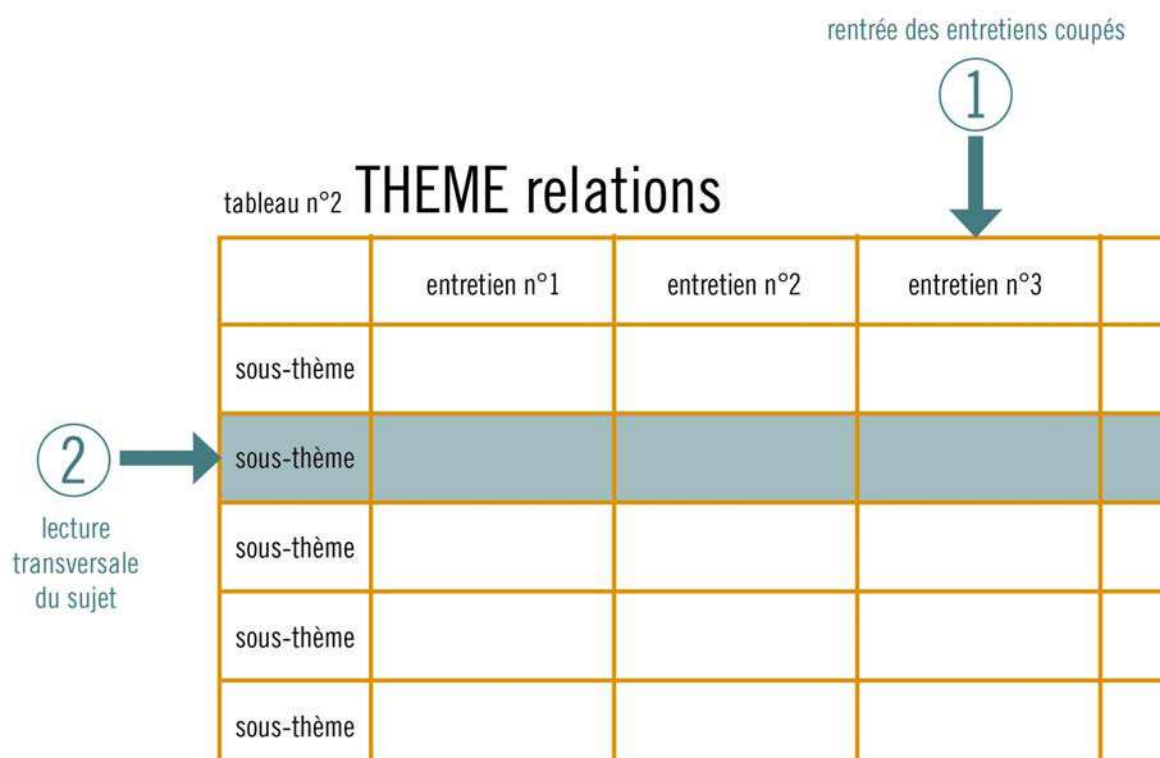 rentrée des entretiens coupés
1
tableau n°2 THEME relations
entretien n°1 entretien n°2 entretien n°3
sous-thème
2 sous-thème
lecture
transversale
du sujet
sous-thème
sous-thème
sous-thème